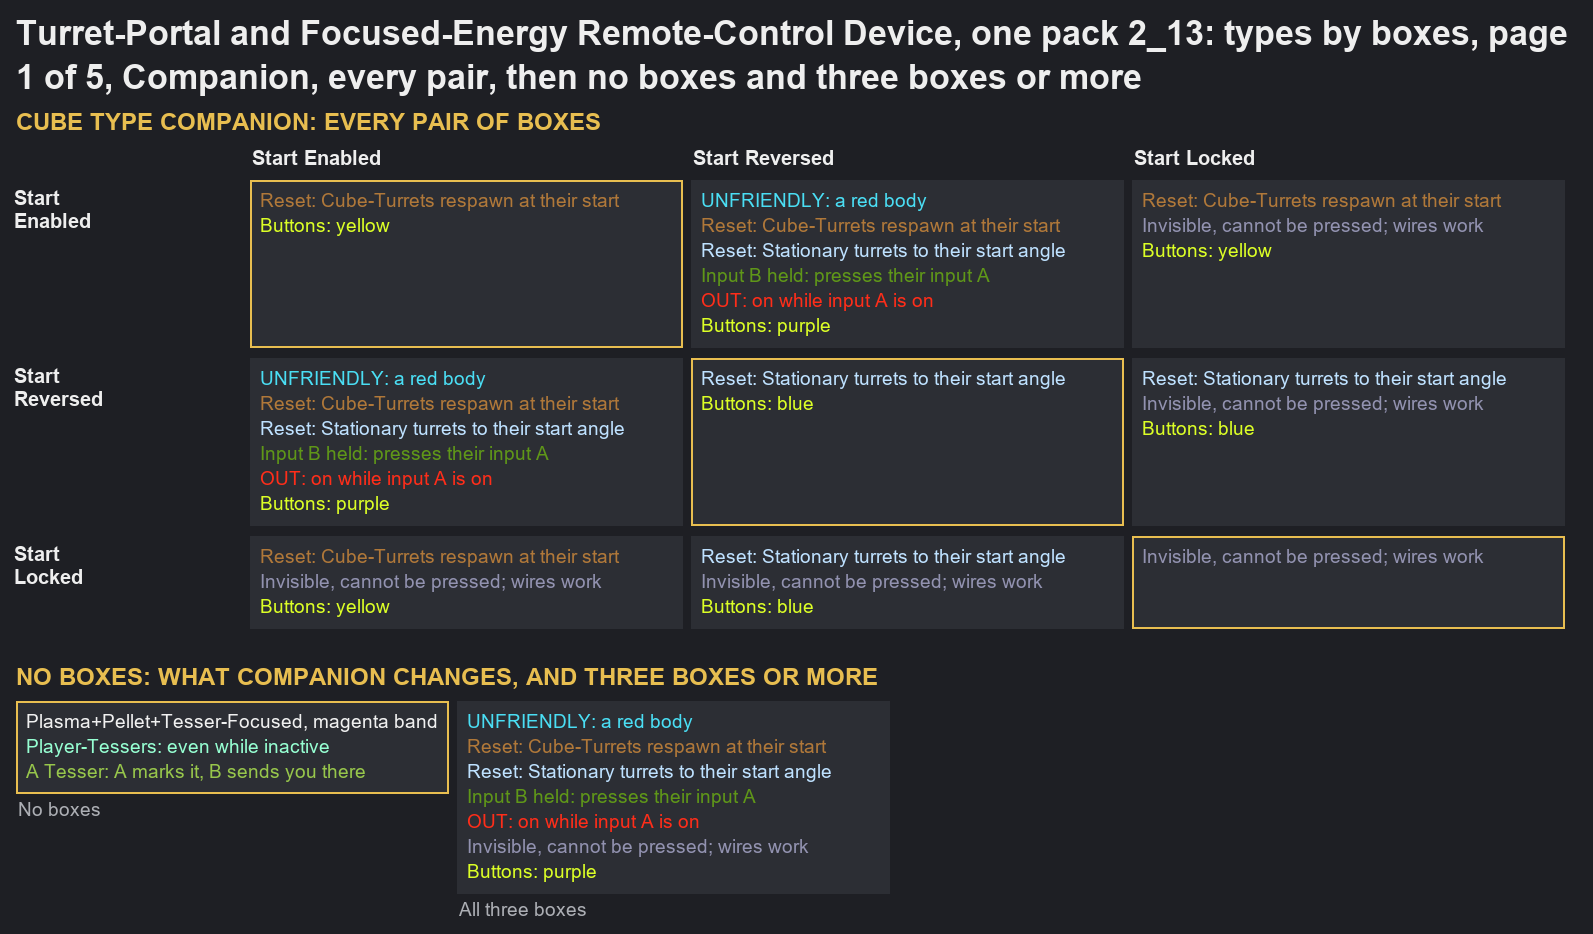 Turret-Portal and Focused-Energy Remote-Control Device, one pack 2_13: types by boxes, page
1 of 5, Companion, every pair, then no boxes and three boxes or more
CUBE TYPE COMPANION: EVERY PAIR OF BOXES
Start Enabled
Start Reversed
Start Locked
Start
Enabled
Reset: Cube-Turrets respawn at their start
Buttons: yellow
UNFRIENDLY: a red body
Reset: Cube-Turrets respawn at their start
Reset: Stationary turrets to their start angle
Input B held: presses their input A
OUT: on while input A is on
Buttons: purple
Reset: Cube-Turrets respawn at their start
Invisible, cannot be pressed; wires work
Buttons: yellow
Start
Reversed
UNFRIENDLY: a red body
Reset: Cube-Turrets respawn at their start
Reset: Stationary turrets to their start angle
Input B held: presses their input A
OUT: on while input A is on
Buttons: purple
Reset: Stationary turrets to their start angle
Buttons: blue
Reset: Stationary turrets to their start angle
Invisible, cannot be pressed; wires work
Buttons: blue
Start
Locked
Reset: Cube-Turrets respawn at their start
Invisible, cannot be pressed; wires work
Buttons: yellow
Reset: Stationary turrets to their start angle
Invisible, cannot be pressed; wires work
Buttons: blue
Invisible, cannot be pressed; wires work
NO BOXES: WHAT COMPANION CHANGES, AND THREE BOXES OR MORE
Plasma+Pellet+Tesser-Focused, magenta band
Player-Tessers: even while inactive
A Tesser: A marks it, B sends you there
No boxes
UNFRIENDLY: a red body
Reset: Cube-Turrets respawn at their start
Reset: Stationary turrets to their start angle
Input B held: presses their input A
OUT: on while input A is on
Invisible, cannot be pressed; wires work
Buttons: purple
All three boxes